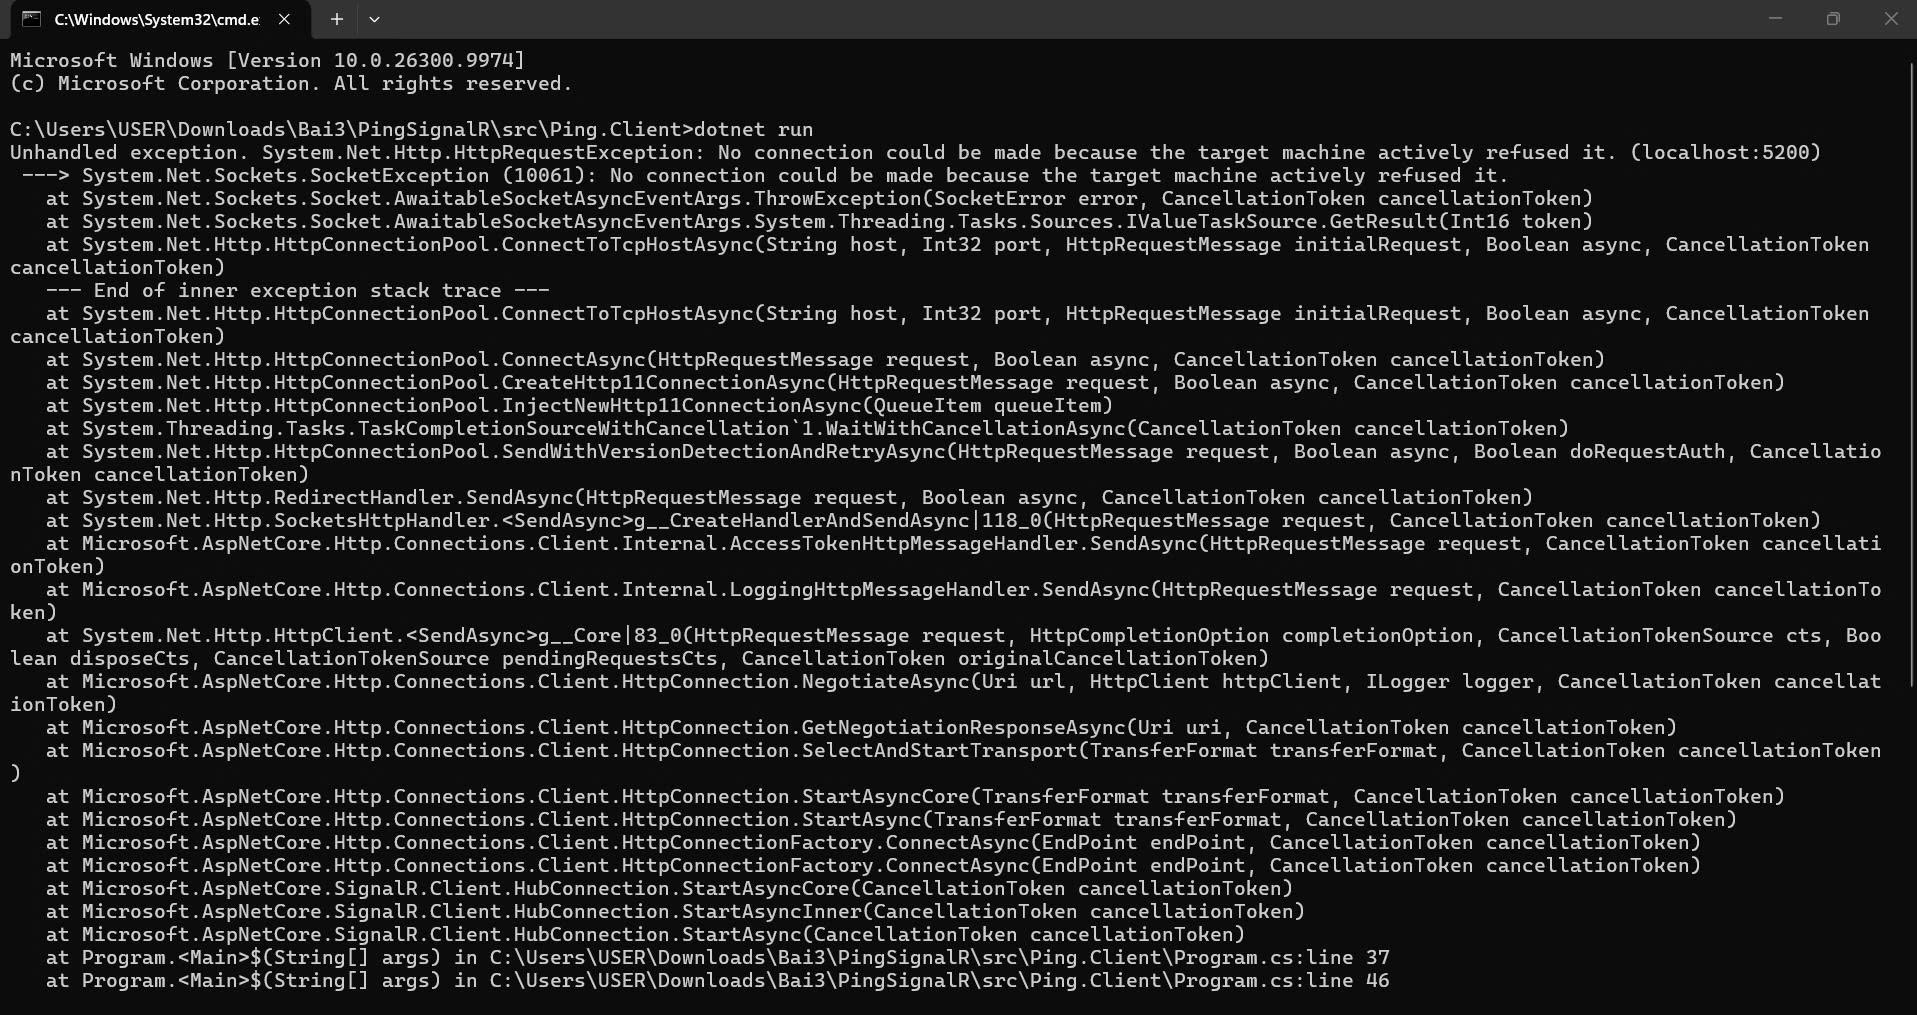 C:\Windows\System32\cmd.e
Microsoft Windows [Version 10.0.26300.9974]
(c) Microsoft Corporation. All rights reserved.
C:\Users\USER\Downloads\Bai3\PingSignalR\src\Ping.Client>dotnet run
Unhandled exception. System.Net.Http.HttpRequestException: No connection could be made because the target machine actively refused it. (localhost:5200)
 ---> System.Net.Sockets.SocketException (10061): No connection could be made because the target machine actively refused it.
   at System.Net.Sockets.Socket.AwaitableSocketAsyncEventArgs.ThrowException(SocketError error, CancellationToken cancellationToken)
   at System.Net.Sockets.Socket.AwaitableSocketAsyncEventArgs.System.Threading.Tasks.Sources.IValueTaskSource.GetResult(Int16 token)
   at System.Net.Http.HttpConnectionPool.ConnectToTcpHostAsync(String host, Int32 port, HttpRequestMessage initialRequest, Boolean async, CancellationToken
cancellationToken)
   --- End of inner exception stack trace ---
   at System.Net.Http.HttpConnectionPool.ConnectToTcpHostAsync(String host, Int32 port, HttpRequestMessage initialRequest, Boolean async, CancellationToken
cancellationToken)
   at System.Net.Http.HttpConnectionPool.ConnectAsync(HttpRequestMessage request, Boolean async, CancellationToken cancellationToken)
   at System.Net.Http.HttpConnectionPool.CreateHttp11ConnectionAsync(HttpRequestMessage request, Boolean async, CancellationToken cancellationToken)
   at System.Net.Http.HttpConnectionPool.InjectNewHttp11ConnectionAsync(QueueItem queueItem)
   at System.Threading.Tasks.TaskCompletionSourceWithCancellation`1.WaitWithCancellationAsync(CancellationToken cancellationToken)
   at System.Net.Http.HttpConnectionPool.SendWithVersionDetectionAndRetryAsync(HttpRequestMessage request, Boolean async, Boolean doRequestAuth, Cancellatio
nToken cancellationToken)
   at System.Net.Http.RedirectHandler.SendAsync(HttpRequestMessage request, Boolean async, CancellationToken cancellationToken)
   at System.Net.Http.SocketsHttpHandler.<SendAsync>g__CreateHandlerAndSendAsync|118_0(HttpRequestMessage request, CancellationToken cancellationToken)
   at Microsoft.AspNetCore.Http.Connections.Client.Internal.AccessTokenHttpMessageHandler.SendAsync(HttpRequestMessage request, CancellationToken cancellati
onToken)
   at Microsoft.AspNetCore.Http.Connections.Client.Internal.LoggingHttpMessageHandler.SendAsync(HttpRequestMessage request, CancellationToken cancellationTo
ken)
   at System.Net.Http.HttpClient.<SendAsync>g__Core|83_0(HttpRequestMessage request, HttpCompletionOption completionOption, CancellationTokenSource cts, Boo
lean disposeCts, CancellationTokenSource pendingRequestsCts, CancellationToken originalCancellationToken)
   at Microsoft.AspNetCore.Http.Connections.Client.HttpConnection.NegotiateAsync(Uri url, HttpClient httpClient, ILogger logger, CancellationToken cancellat
ionToken)
   at Microsoft.AspNetCore.Http.Connections.Client.HttpConnection.GetNegotiationResponseAsync(Uri uri, CancellationToken cancellationToken)
   at Microsoft.AspNetCore.Http.Connections.Client.HttpConnection.SelectAndStartTransport(TransferFormat transferFormat, CancellationToken cancellationToken
)
   at Microsoft.AspNetCore.Http.Connections.Client.HttpConnection.StartAsyncCore(TransferFormat transferFormat, CancellationToken cancellationToken)
   at Microsoft.AspNetCore.Http.Connections.Client.HttpConnection.StartAsync(TransferFormat transferFormat, CancellationToken cancellationToken)
   at Microsoft.AspNetCore.Http.Connections.Client.HttpConnectionFactory.ConnectAsync(EndPoint endPoint, CancellationToken cancellationToken)
   at Microsoft.AspNetCore.Http.Connections.Client.HttpConnectionFactory.ConnectAsync(EndPoint endPoint, CancellationToken cancellationToken)
   at Microsoft.AspNetCore.SignalR.Client.HubConnection.StartAsyncCore(CancellationToken cancellationToken)
   at Microsoft.AspNetCore.SignalR.Client.HubConnection.StartAsyncInner(CancellationToken cancellationToken)
   at Microsoft.AspNetCore.SignalR.Client.HubConnection.StartAsync(CancellationToken cancellationToken)
   at Program.<Main>$(String[] args) in C:\Users\USER\Downloads\Bai3\PingSignalR\src\Ping.Client\Program.cs:line 37
   at Program.<Main>$(String[] args) in C:\Users\USER\Downloads\Bai3\PingSignalR\src\Ping.Client\Program.cs:line 46